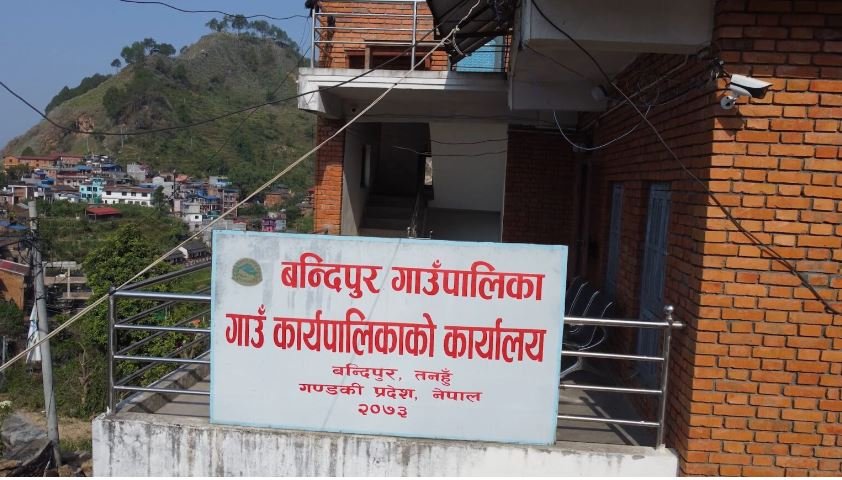 बन्दिपुर गाउँपालिका
गाउँ कार्यपालिकाको कार्यालय
बन्दिपुर, तनहुँ
गण्डकी प्रदेश, नेपाल
२०७३